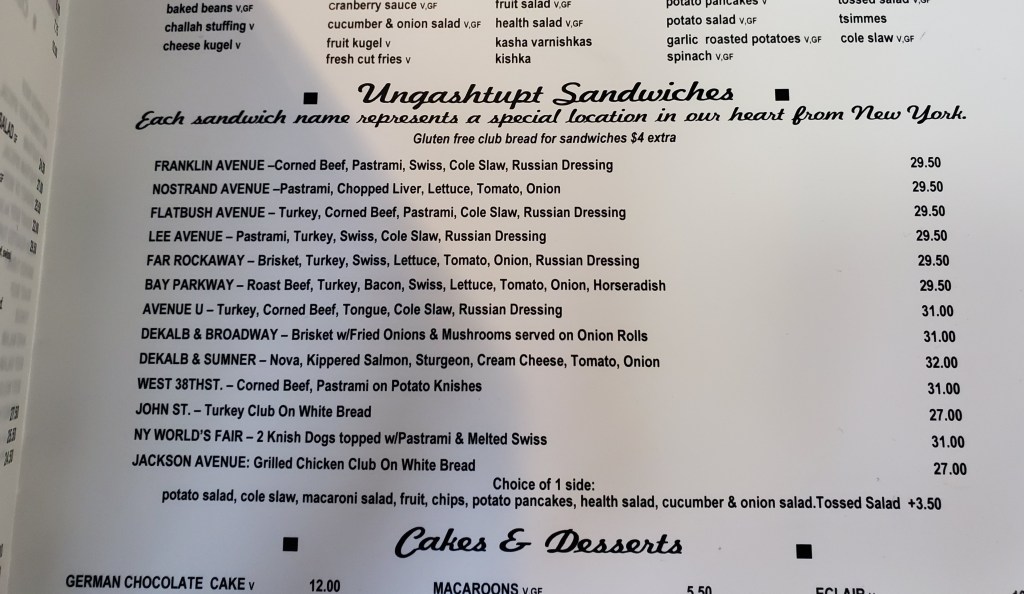 baked beans V,GF
cranberry sauce V,GF
fruit salad V,GF
potato pancakes V
tossed salad V,GF
challah stuffing V
cucumber & onion salad V,GF
health salad V,GF
potato salad V,GF
tsimmes
cheese kugel V
fruit kugel V
kasha varnishkas
garlic roasted potatoes V,GF
cole slaw V,GF
fresh cut fries V
kishka
spinach V,GF
Ungashtupt Sandwiches
Each sandwich name represents a special location in our heart from New York.
Gluten free club bread for sandwiches $4 extra
FRANKLIN AVENUE –Corned Beef, Pastrami, Swiss, Cole Slaw, Russian Dressing 29.50
NOSTRAND AVENUE –Pastrami, Chopped Liver, Lettuce, Tomato, Onion 29.50
FLATBUSH AVENUE – Turkey, Corned Beef, Pastrami, Cole Slaw, Russian Dressing 29.50
LEE AVENUE – Pastrami, Turkey, Swiss, Cole Slaw, Russian Dressing 29.50
FAR ROCKAWAY – Brisket, Turkey, Swiss, Lettuce, Tomato, Onion, Russian Dressing 29.50
BAY PARKWAY – Roast Beef, Turkey, Bacon, Swiss, Lettuce, Tomato, Onion, Horseradish 29.50
AVENUE U – Turkey, Corned Beef, Tongue, Cole Slaw, Russian Dressing 31.00
DEKALB & BROADWAY – Brisket w/Fried Onions & Mushrooms served on Onion Rolls 31.00
DEKALB & SUMNER – Nova, Kippered Salmon, Sturgeon, Cream Cheese, Tomato, Onion 32.00
WEST 38THST. – Corned Beef, Pastrami on Potato Knishes 31.00
JOHN ST. – Turkey Club On White Bread 27.00
NY WORLD'S FAIR – 2 Knish Dogs topped w/Pastrami & Melted Swiss 31.00
JACKSON AVENUE: Grilled Chicken Club On White Bread 27.00
Choice of 1 side:
potato salad, cole slaw, macaroni salad, fruit, chips, potato pancakes, health salad, cucumber & onion salad.Tossed Salad +3.50
Cakes & Desserts
GERMAN CHOCOLATE CAKE V 12.00
MACAROONS V,GF 5.50
ECLAIR